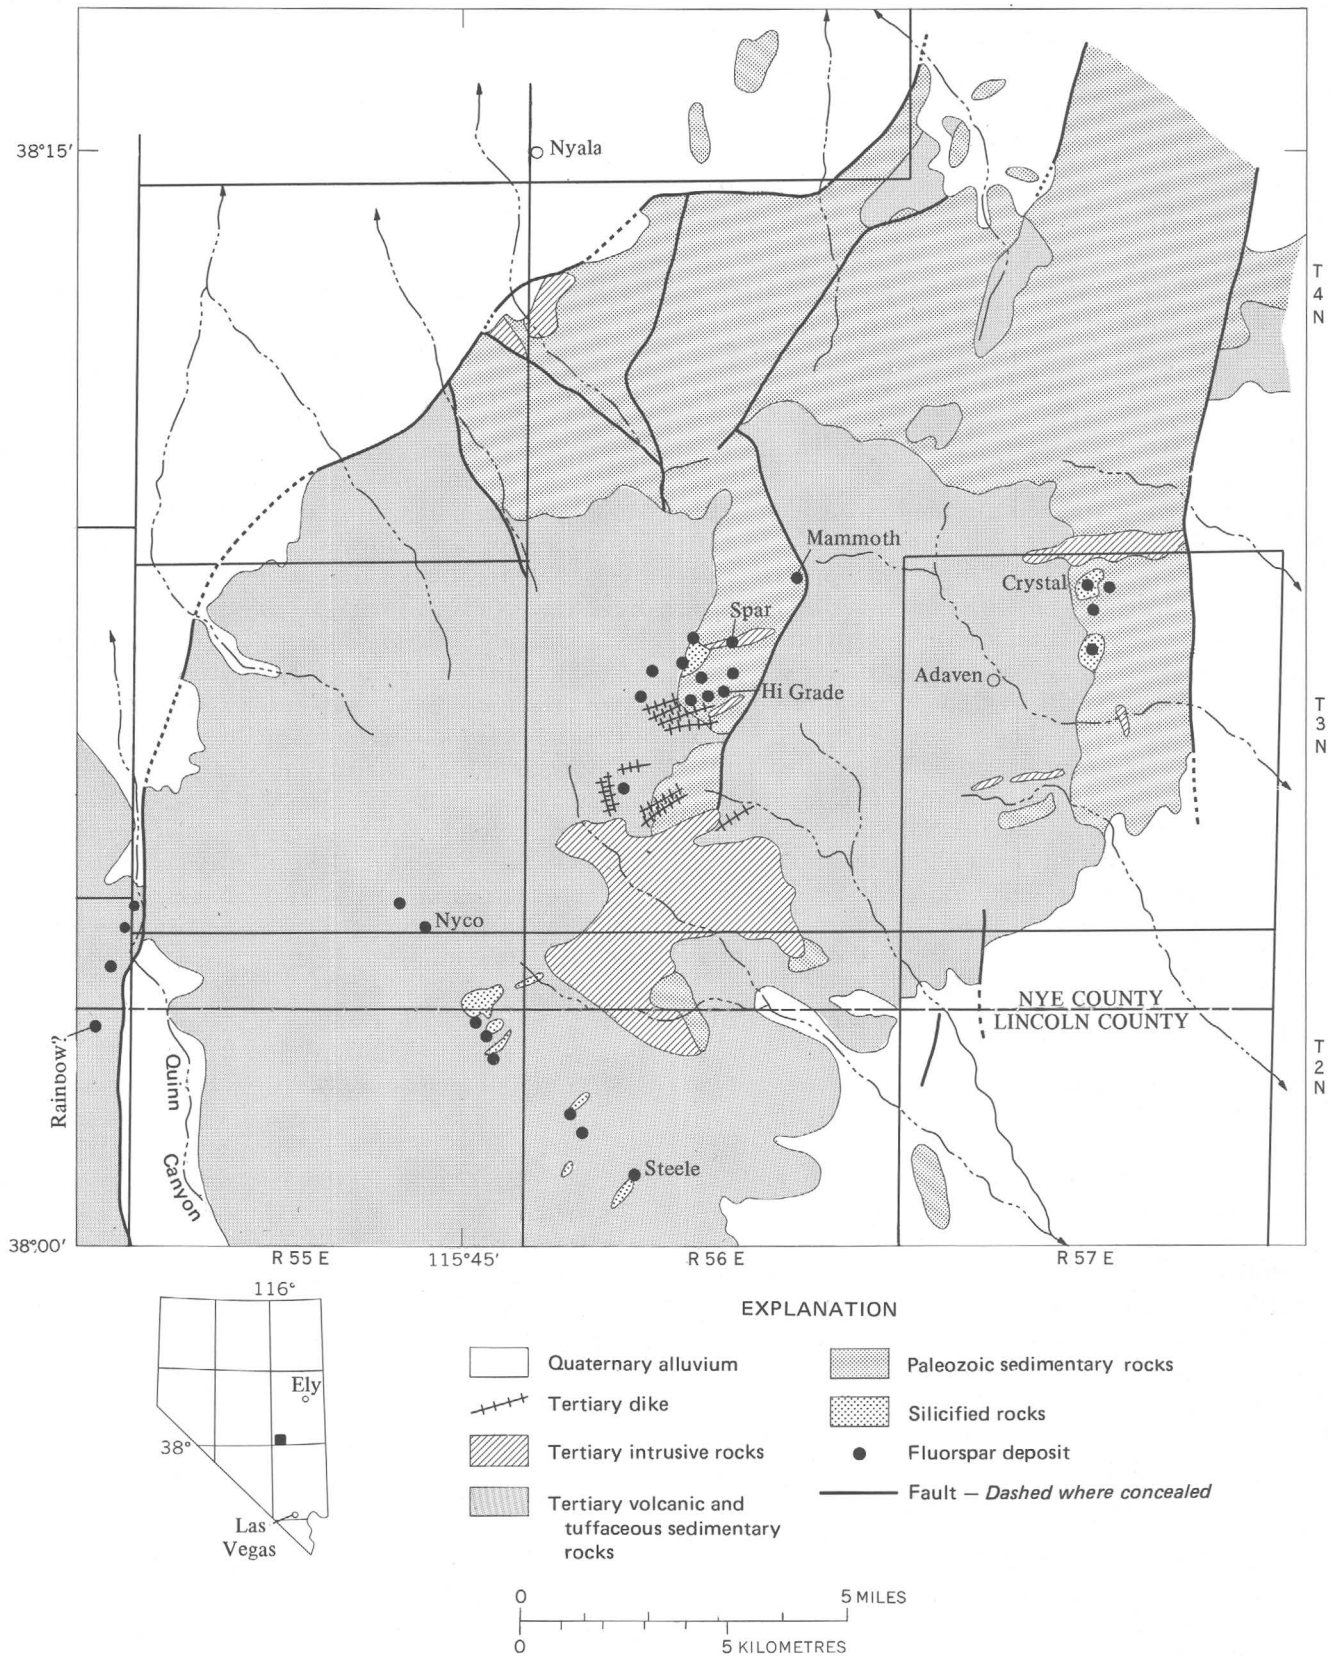 38°15'
Nyala
T
4
N
Mammoth
Crystal
Spar
Adaven
Hi Grade
T
3
N
Nyco
NYE COUNTY
LINCOLN COUNTY
Rainbow?
Quinn
Canyon
T
2
N
Steele
38°00'
R 55 E
115°45'
R 56 E
R 57 E
116°
Ely
38°
Las
Vegas
EXPLANATION
Quaternary alluvium
Tertiary dike
Tertiary intrusive rocks
Tertiary volcanic and
tuffaceous sedimentary
rocks
Paleozoic sedimentary rocks
Silicified rocks
Fluorspar deposit
Fault — Dashed where concealed
0
5 MILES
0
5 KILOMETRES